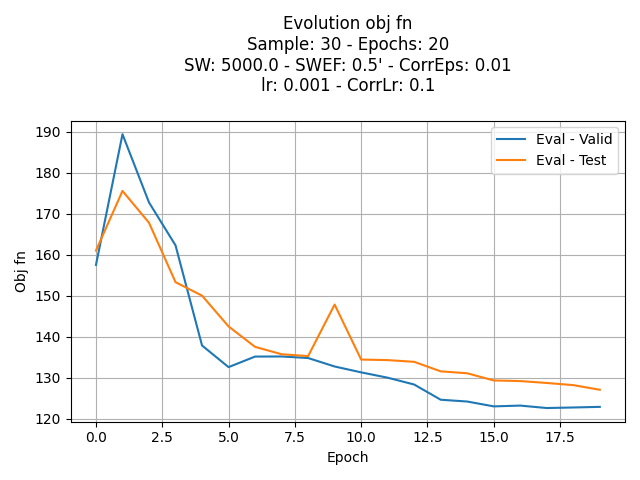 Evolution obj fn
Sample: 30 - Epochs: 20
SW: 5000.0 - SWEF: 0.5' - CorrEps: 0.01
lr: 0.001 - CorrLr: 0.1
Eval - Valid
Eval - Test
Obj fn
190
180
170
160
150
140
130
120
0.0 2.5 5.0 7.5 10.0 12.5 15.0 17.5
Epoch